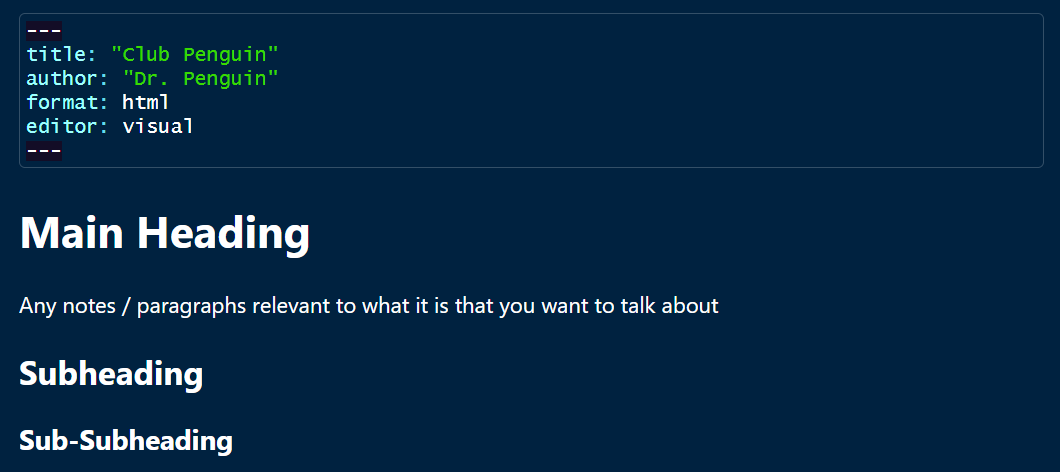 ---
title: "Club Penguin"
author: "Dr. Penguin"
format: html
editor: visual
---
Main Heading
Any notes / paragraphs relevant to what it is that you want to talk about
Subheading
Sub-Subheading